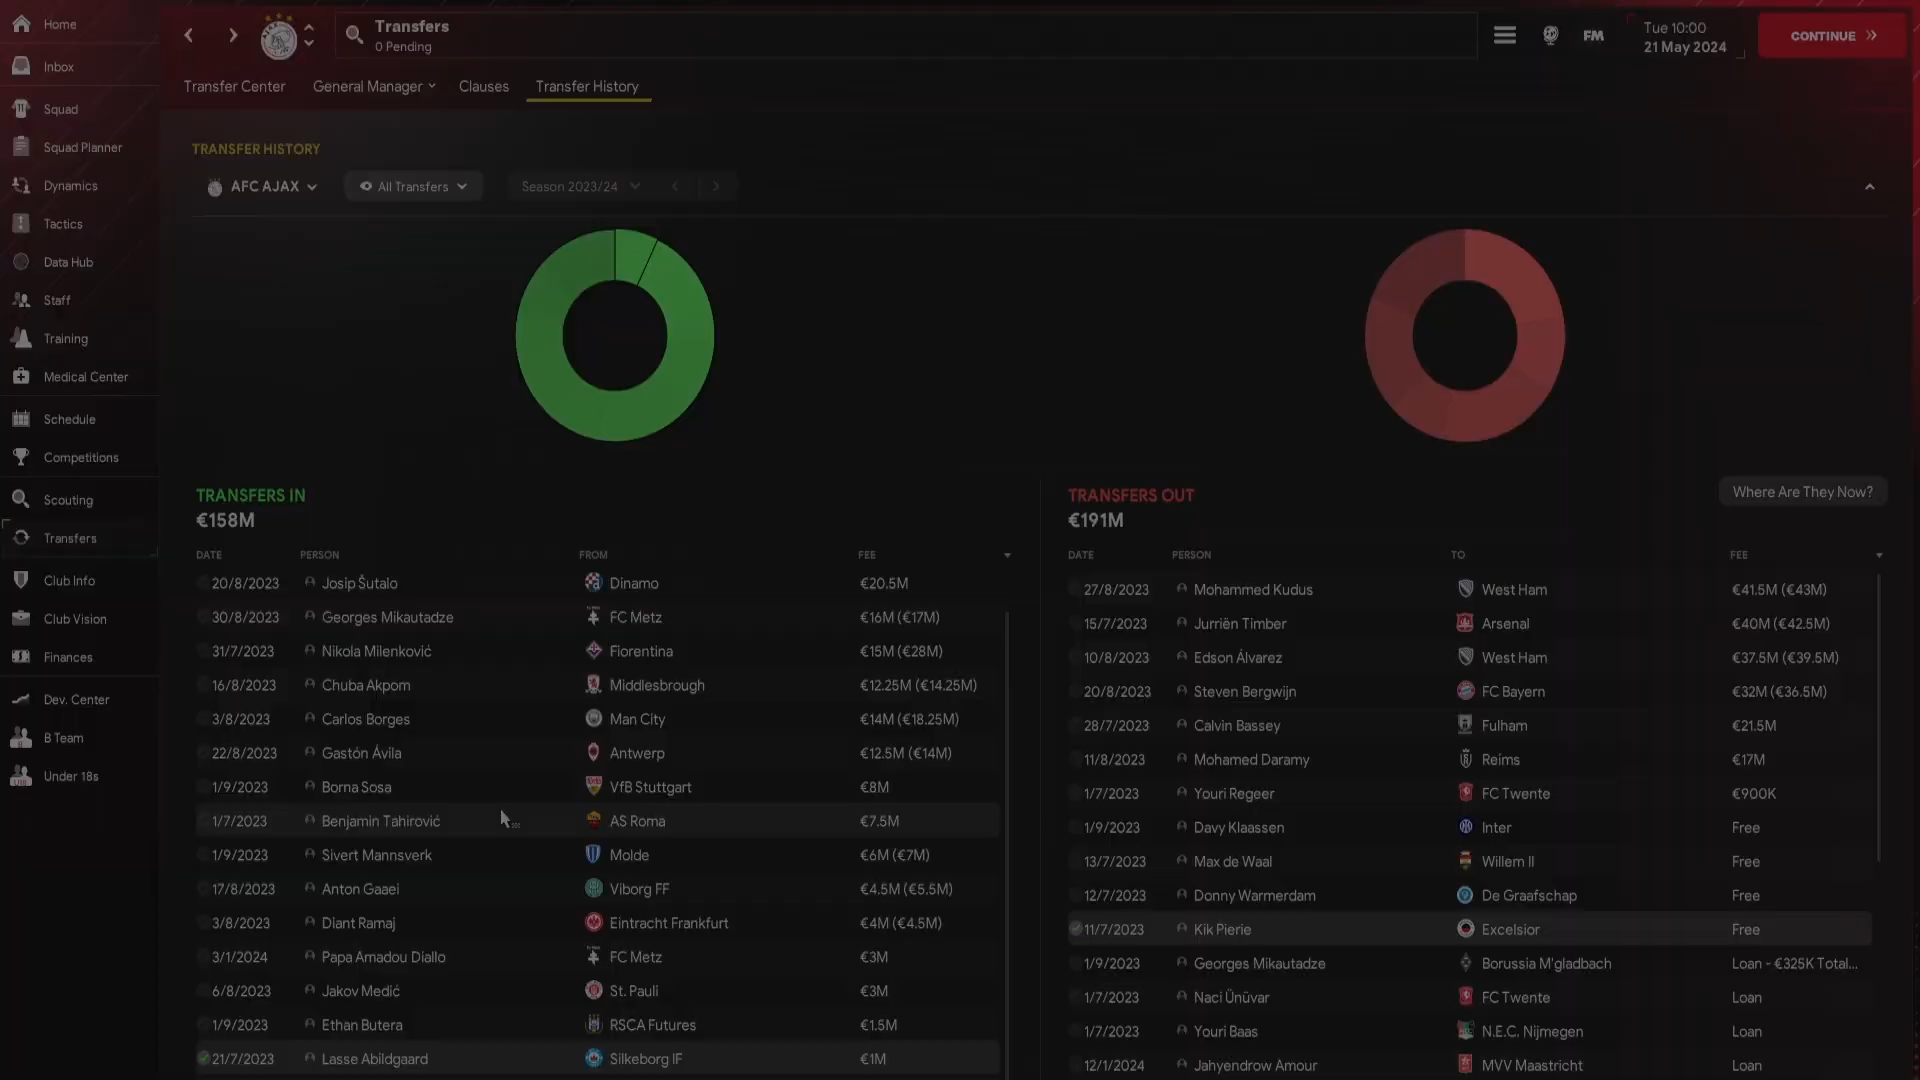 Home
Inbox
Squad
Squad Planner
Dynamics
Tactics
Data Hub
Staff
Training
Medical Center
Schedule
Competitions
Scouting
Transfers
Club Info
Club Vision
Finances
Dev. Center
B Team
Under 18s
Transfers
0 Pending
FM
Tue 10:00
21 May 2024
CONTINUE
Transfer Center General Manager Clauses Transfer History
TRANSFER HISTORY
AFC AJAX All Transfers Season 2023/24
TRANSFERS IN
€158M
DATE PERSON FROM FEE
20/8/2023 Josip Šutalo Dinamo €20.5M
30/8/2023 Georges Mikautadze FC Metz €16M (€17M)
31/7/2023 Nikola Milenković Fiorentina €15M (€28M)
16/8/2023 Chuba Akpom Middlesbrough €12.25M (€14.25M)
3/8/2023 Carlos Borges Man City €14M (€18.25M)
22/8/2023 Gastón Ávila Antwerp €12.5M (€14M)
1/9/2023 Borna Sosa VfB Stuttgart €8M
1/7/2023 Benjamin Tahirović AS Roma €7.5M
1/9/2023 Sivert Mannsverk Molde €6M (€7M)
17/8/2023 Anton Gaaei Viborg FF €4.5M (€5.5M)
3/8/2023 Diant Ramaj Eintracht Frankfurt €4M (€4.5M)
3/1/2024 Papa Amadou Diallo FC Metz €3M
6/8/2023 Jakov Medić St. Pauli €3M
1/9/2023 Ethan Butera RSCA Futures €1.5M
21/7/2023 Lasse Abildgaard Silkeborg IF €1M
TRANSFERS OUT
€191M
Where Are They Now?
DATE PERSON TO FEE
27/8/2023 Mohammed Kudus West Ham €41.5M (€43M)
15/7/2023 Jurriën Timber Arsenal €40M (€42.5M)
10/8/2023 Edson Álvarez West Ham €37.5M (€39.5M)
20/8/2023 Steven Bergwijn FC Bayern €32M (€36.5M)
28/7/2023 Calvin Bassey Fulham €21.5M
11/8/2023 Mohamed Daramy Reims €17M
1/7/2023 Youri Regeer FC Twente €900K
1/9/2023 Davy Klaassen Inter Free
13/7/2023 Max de Waal Willem II Free
12/7/2023 Donny Warmerdam De Graafschap Free
11/7/2023 Kik Pierie Excelsior Free
1/9/2023 Georges Mikautadze Borussia M'gladbach Loan - €325K Total...
1/7/2023 Naci Ünüvar FC Twente Loan
1/7/2023 Youri Baas N.E.C. Nijmegen Loan
12/1/2024 Jahyendrow Amour MVV Maastricht Loan